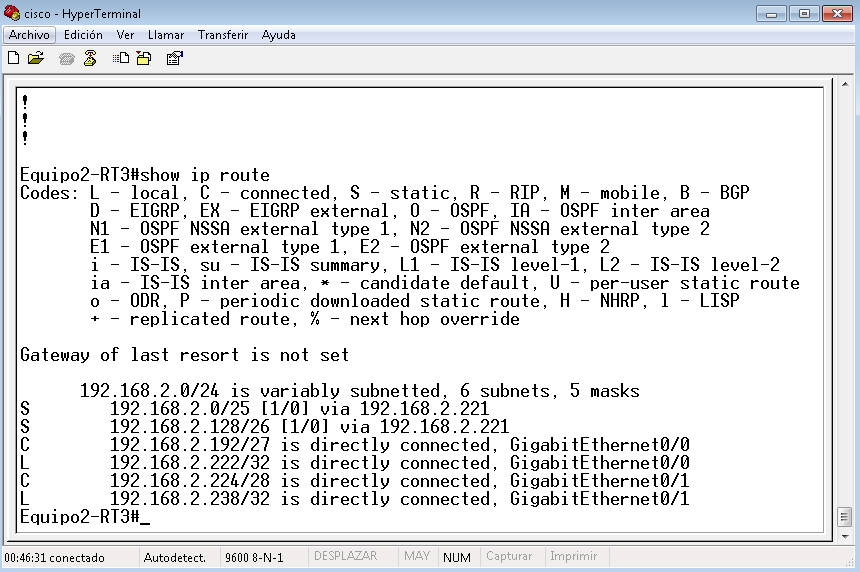 cisco - HyperTerminal
Archivo Edición Ver Llamar Transferir Ayuda
!
!
!
Equipo2-RT3#show ip route
Codes: L - local, C - connected, S - static, R - RIP, M - mobile, B - BGP
D - EIGRP, EX - EIGRP external, O - OSPF, IA - OSPF inter area
N1 - OSPF NSSA external type 1, N2 - OSPF NSSA external type 2
E1 - OSPF external type 1, E2 - OSPF external type 2
i - IS-IS, su - IS-IS summary, L1 - IS-IS level-1, L2 - IS-IS level-2
ia - IS-IS inter area, * - candidate default, U - per-user static route
o - ODR, P - periodic downloaded static route, H - NHRP, l - LISP
+ - replicated route, % - next hop override
Gateway of last resort is not set
192.168.2.0/24 is variably subnetted, 6 subnets, 5 masks
S 192.168.2.0/25 [1/0] via 192.168.2.221
S 192.168.2.128/26 [1/0] via 192.168.2.221
C 192.168.2.192/27 is directly connected, GigabitEthernet0/0
L 192.168.2.222/32 is directly connected, GigabitEthernet0/0
C 192.168.2.224/28 is directly connected, GigabitEthernet0/1
L 192.168.2.238/32 is directly connected, GigabitEthernet0/1
Equipo2-RT3#_
00:46:31 conectado Autodetect. 9600 8-N-1 DESPLAZAR MAY NUM Capturar Imprimir